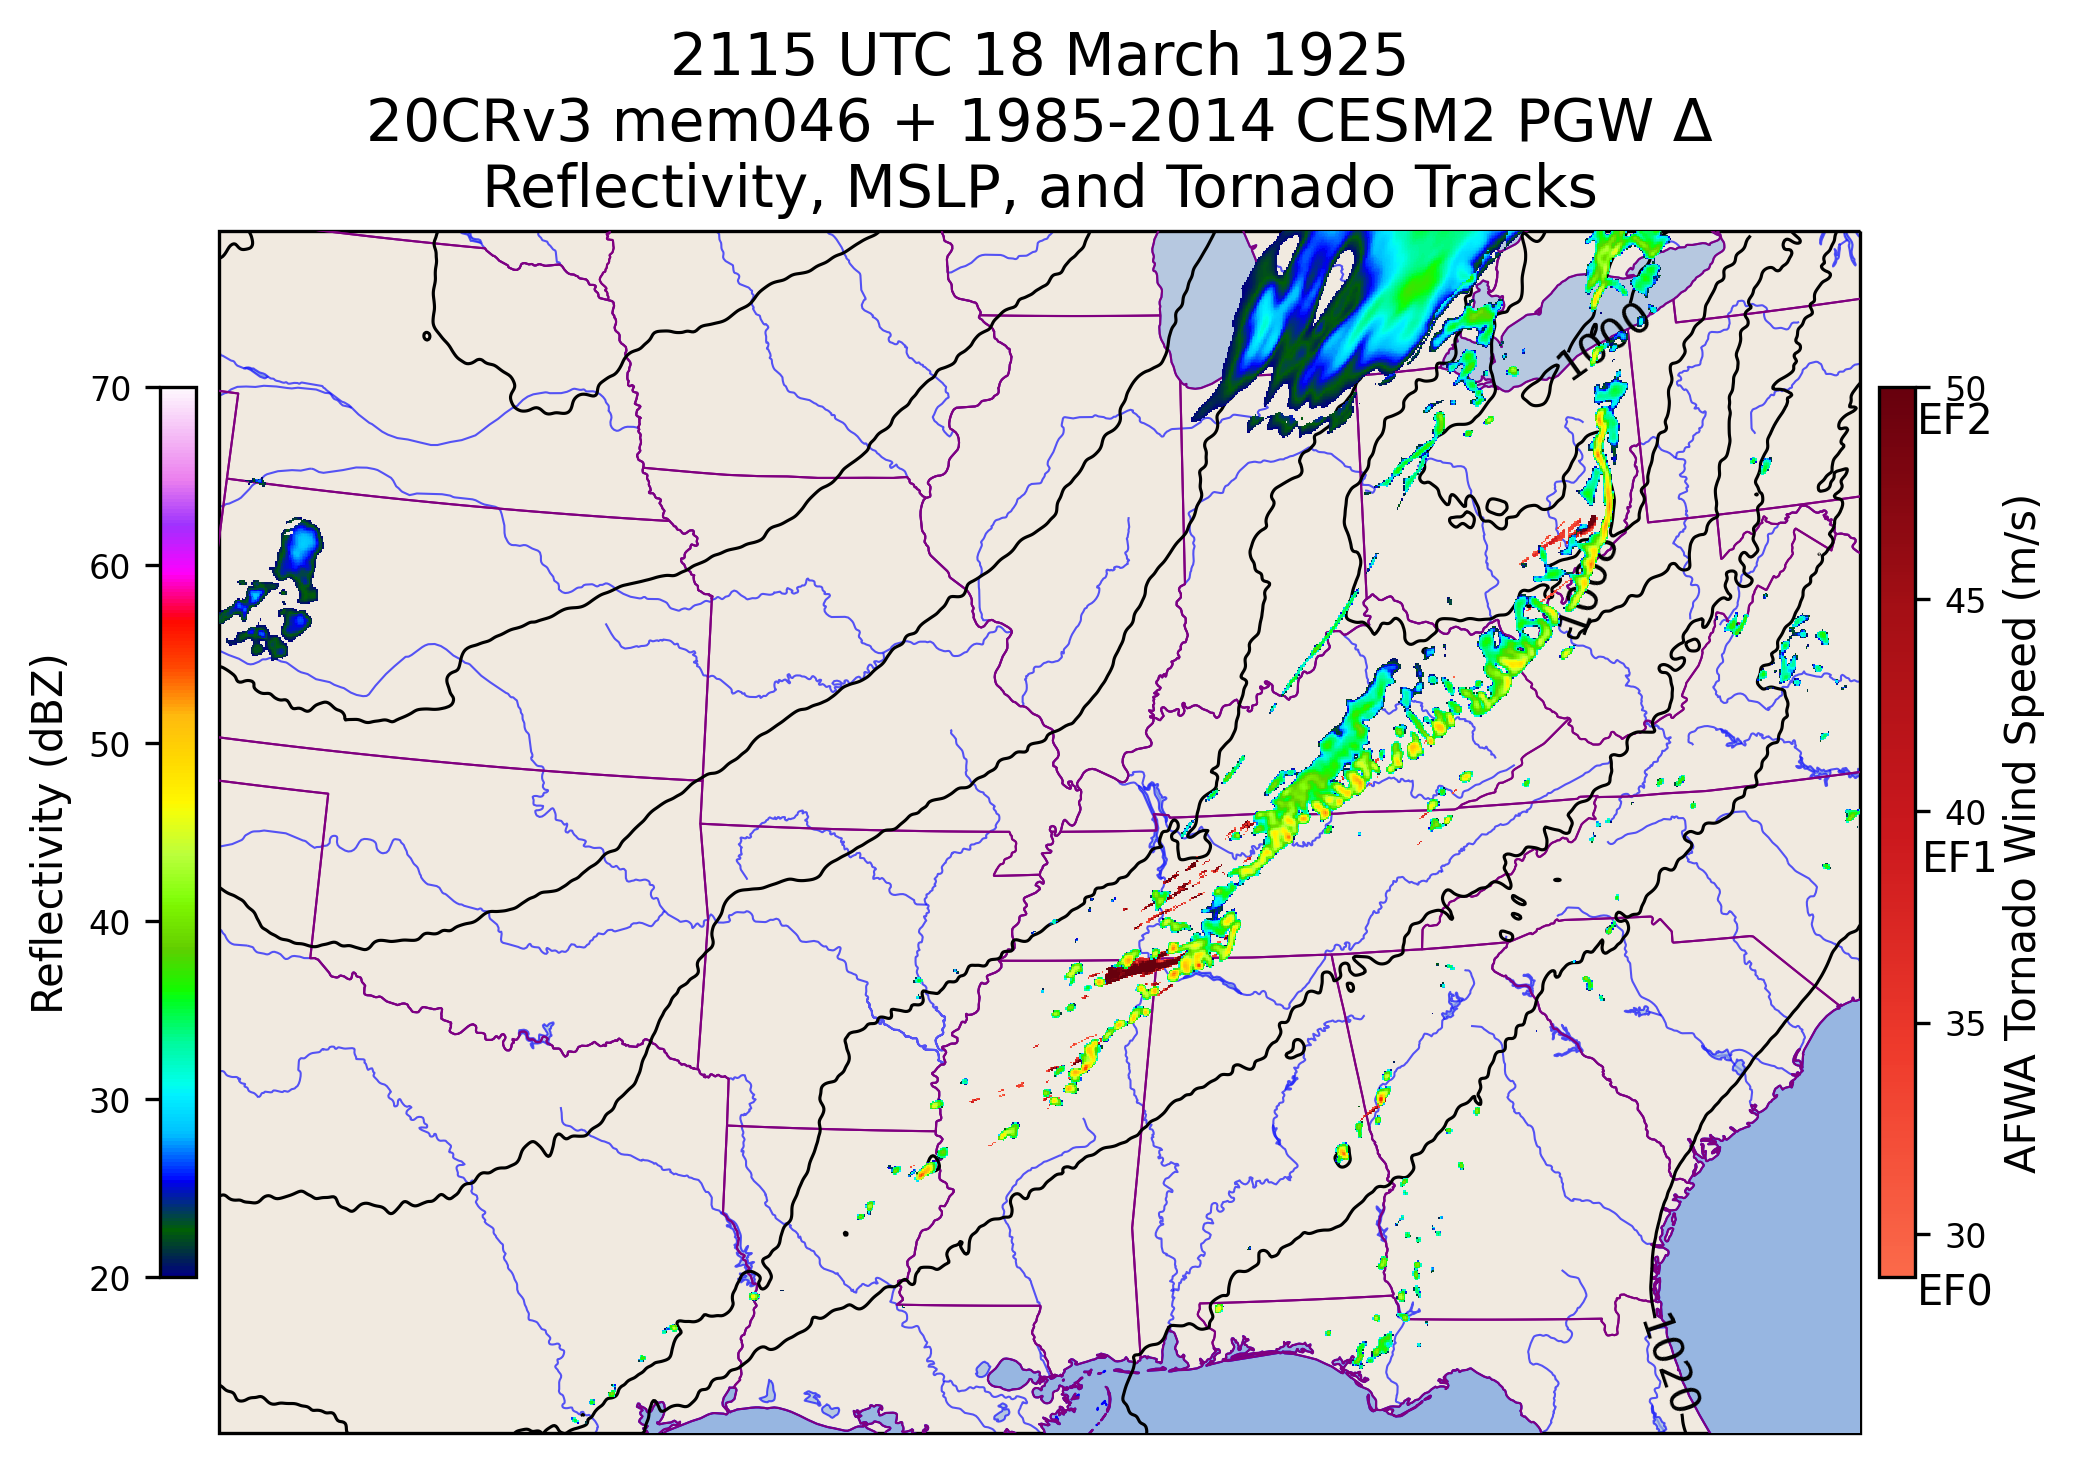 2115 UTC 18 March 1925
20CRv3 mem046 + 1985-2014 CESM2 PGW Δ
Reflectivity, MSLP, and Tornado Tracks
70
60
50
40
30
20
Reflectivity (dBZ)
1000
1008
1016
1020
50
EF2
45
40
EF1
35
30
EF0
AFWA Tornado Wind Speed (m/s)